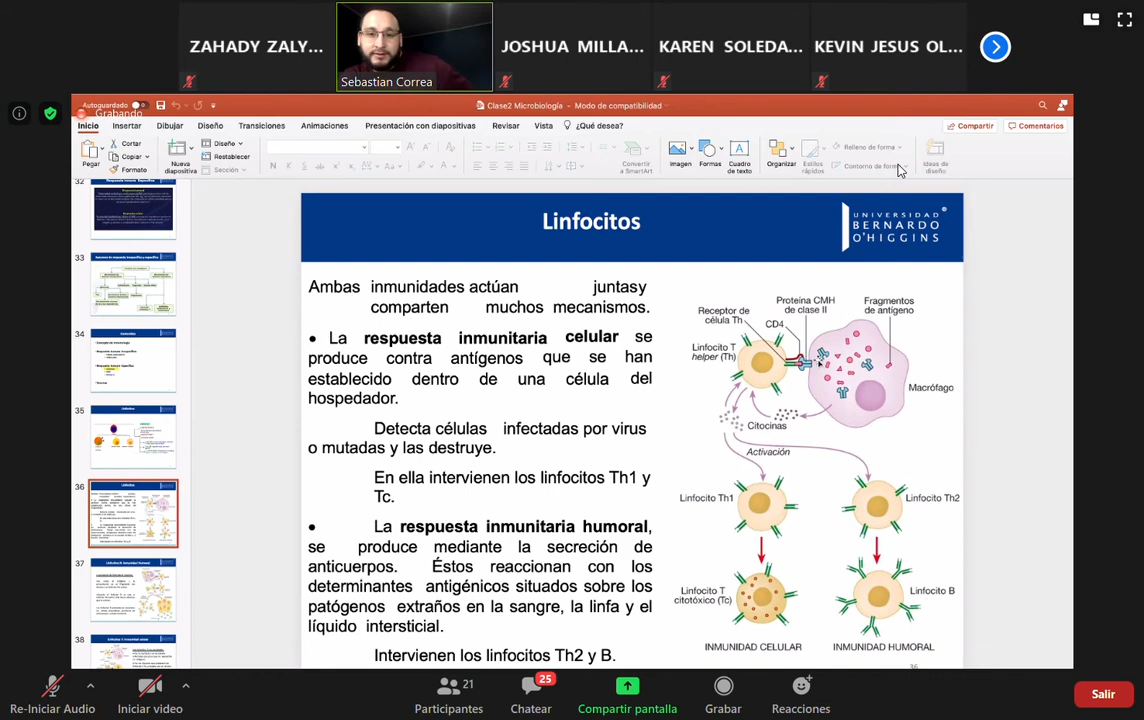 ZAHADY ZALY...
Sebastian Correa
JOSHUA MILLA...
KAREN SOLEDA...
KEVIN JESUS OL...
Autoguardado
Clase2 Microbiología - Modo de compatibilidad
Grabando
Inicio Insertar Dibujar Diseño Transiciones Animaciones Presentación con diapositivas Revisar Vista ¿Qué desea?
Compartir Comentarios
Pegar
Cortar
Copiar
Formato
Nueva diapositiva
Diseño
Restablecer
Sección
Convertir a SmartArt
Imagen
Formas
Cuadro de texto
Organizar
Estilos rápidos
Relleno de forma
Contorno de forma
Ideas de diseño
32
33
34
35
36
37
38
Linfocitos
UNIVERSIDAD
BERNARDO
O'HIGGINS
Ambas inmunidades actúan juntasy
comparten muchos mecanismos.
• La respuesta inmunitaria celular se
produce contra antígenos que se han
establecido dentro de una célula del
hospedador.
Detecta células infectadas por virus
o mutadas y las destruye.
En ella intervienen los linfocitos Th1 y
Tc.
• La respuesta inmunitaria humoral,
se produce mediante la secreción de
anticuerpos. Éstos reaccionan con los
determinantes antigénicos situados sobre los
patógenos extraños en la sangre, la linfa y el
líquido intersticial.
Intervienen los linfocitos Th2 y B.
Receptor de
célula Th
Proteína CMH
de clase II
Fragmentos
de antígeno
CD4
Linfocito T
helper (Th)
Macrófago
Citocinas
Activación
Linfocito Th1
Linfocito Th2
Linfocito T
citotóxico (Tc)
Linfocito B
INMUNIDAD CELULAR
INMUNIDAD HUMORAL
36
Re-Iniciar Audio
Iniciar video
21
Participantes
25
Chatear
Compartir pantalla
Grabar
Reacciones
Salir